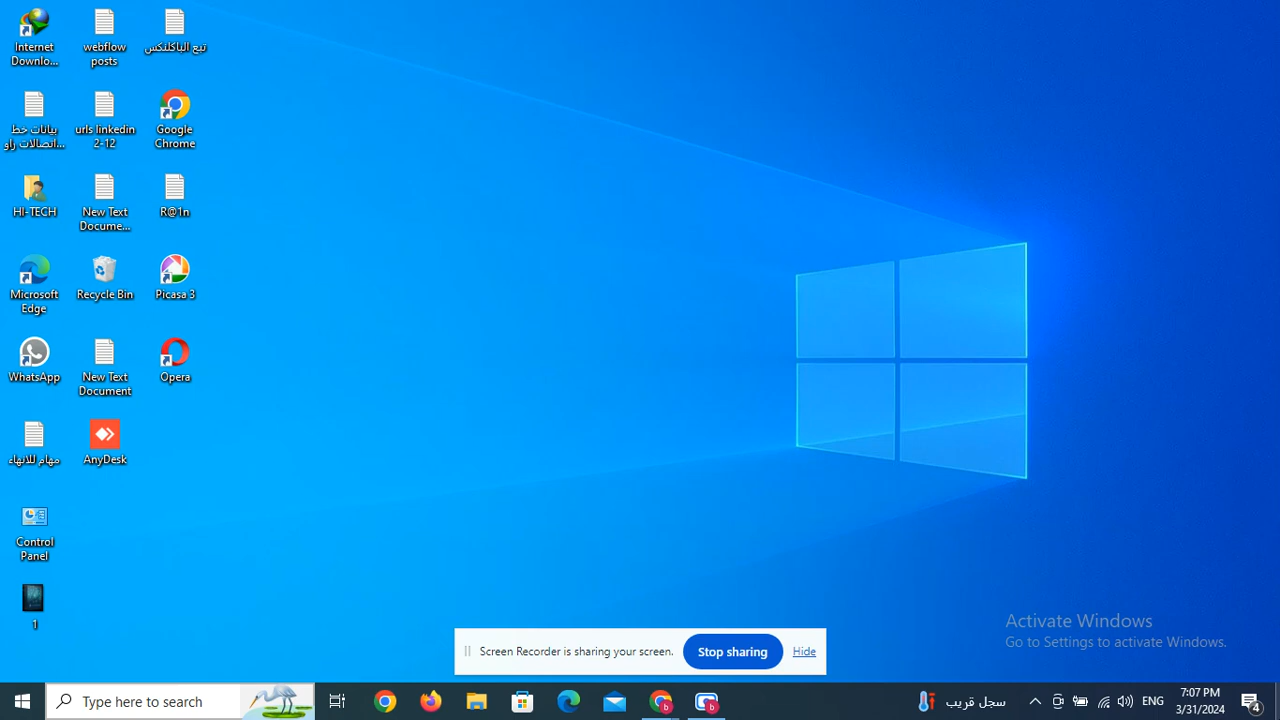 Internet
Downlo...
webflow
posts
تبع الباكلنكس
بيانات خط
اتصالات راو...
urls linkedin
2-12
Google
Chrome
HI-TECH
New Text
Docume...
R@1n
Microsoft
Edge
Recycle Bin
Picasa 3
WhatsApp
New Text
Document
Opera
مهام للانهاء
AnyDesk
Control
Panel
1
Activate Windows
Go to Settings to activate Windows.
Screen Recorder is sharing your screen.
Stop sharing
Hide
Type here to search
b
b
سجل قريب
ENG
7:07 PM
3/31/2024
4